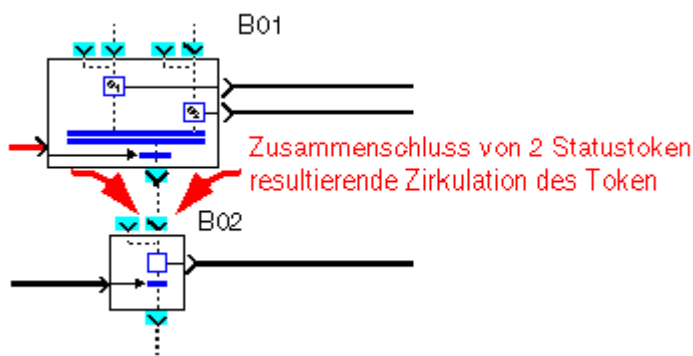 B01
Zusammenschluss von 2 Statustoken
resultierende Zirkulation des Token
B02